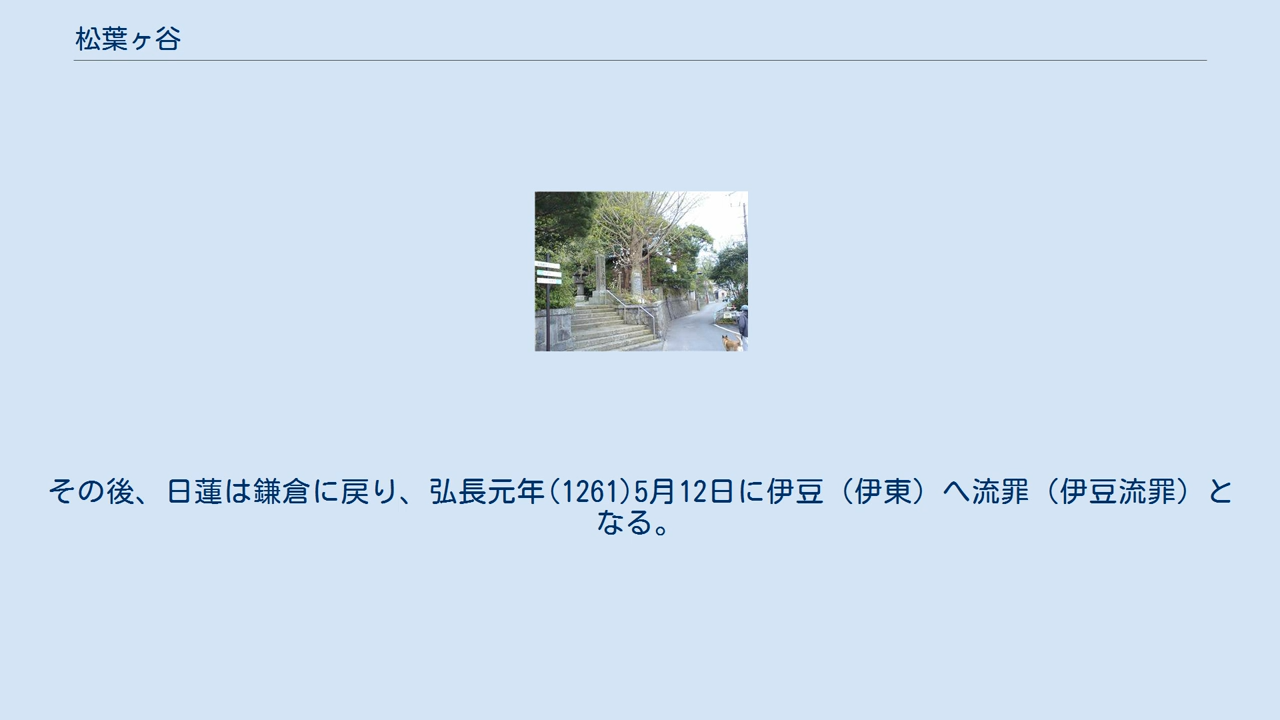 松葉ヶ谷
その後、日蓮は鎌倉に戻り、弘長元年(1261)5月12日に伊豆（伊東）へ流罪（伊豆流罪）と
なる。